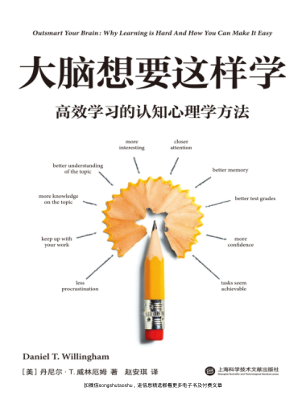 Outsmart Your Brain: Why Learning is Hard And How You Can Make It Easy
大脑想要这样学
高效学习的认知心理学方法
more
interesting
closer
attention
better understanding
of the topic
better memory
more knowledge
on the topic
better test grades
keep up with
your work
more
confidence
less
procrastination
tasks seem
achievable
Daniel T. Willingham
[美] 丹尼尔·T. 威林厄姆 著 赵安琪 译
上海科学技术文献出版社